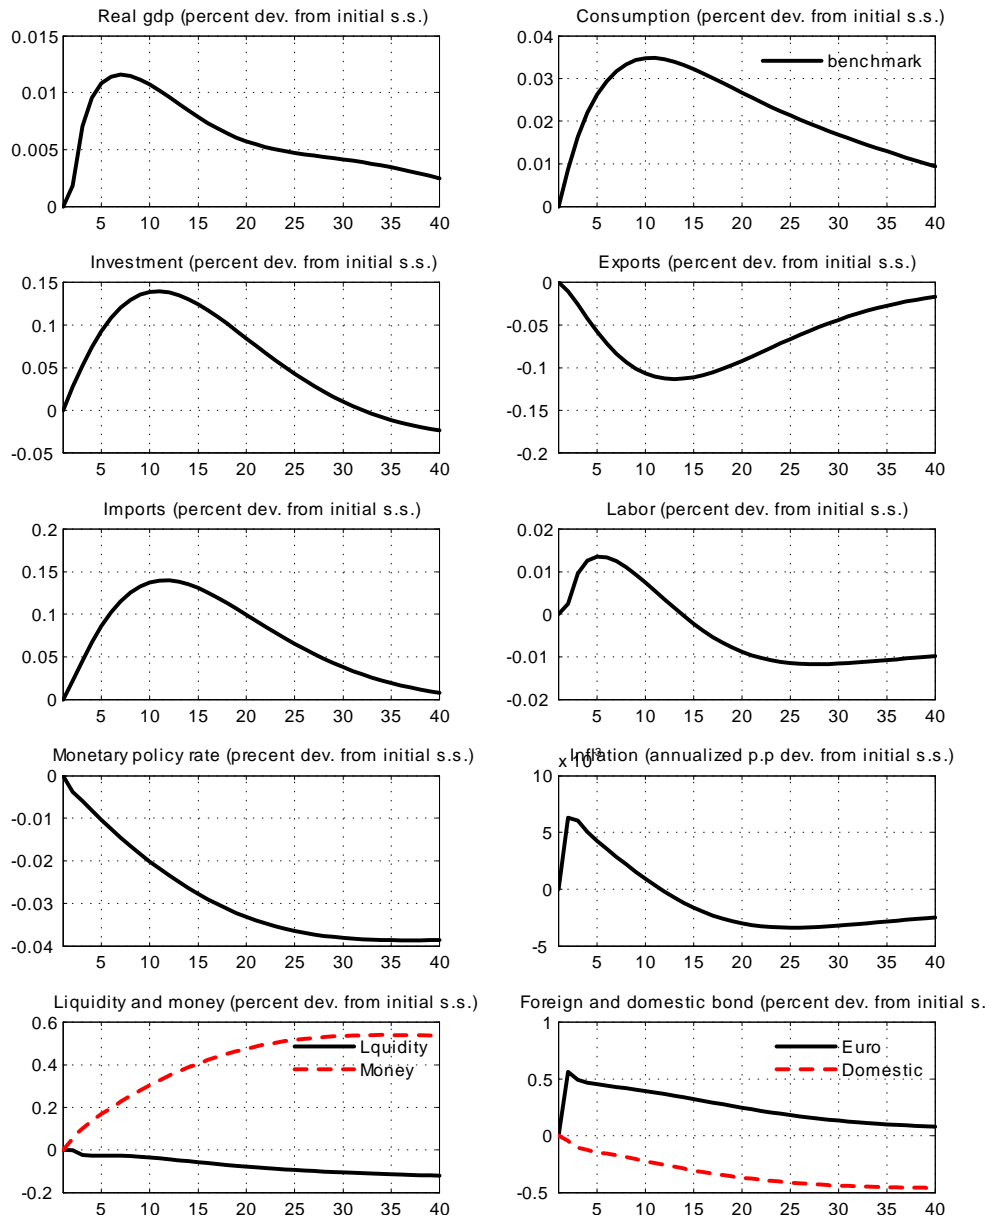 Real gdp (percent dev. from initial s.s.)
0.015
0.01
0.005
0
5 10 15 20 25 30 35 40
Consumption (percent dev. from initial s.s.)
0.04
0.03
0.02
0.01
0
benchmark
5 10 15 20 25 30 35 40
Investment (percent dev. from initial s.s.)
0.15
0.1
0.05
0
-0.05
5 10 15 20 25 30 35 40
Exports (percent dev. from initial s.s.)
0
-0.05
-0.1
-0.15
-0.2
5 10 15 20 25 30 35 40
Imports (percent dev. from initial s.s.)
0.2
0.15
0.1
0.05
0
5 10 15 20 25 30 35 40
Labor (percent dev. from initial s.s.)
0.02
0.01
0
-0.01
-0.02
5 10 15 20 25 30 35 40
Monetary policy rate (precent dev. from initial s.s.)
0
-0.01
-0.02
-0.03
-0.04
5 10 15 20 25 30 35 40
Inflation (annualized p.p dev. from initial s.s.)
x 10
10
5
0
-5
5 10 15 20 25 30 35 40
Liquidity and money (percent dev. from initial s.s.)
0.6
0.4
0.2
0
-0.2
Lquidity
Money
5 10 15 20 25 30 35 40
Foreign and domestic bond (percent dev. from initial s.
1
0.5
0
-0.5
Euro
Domestic
5 10 15 20 25 30 35 40